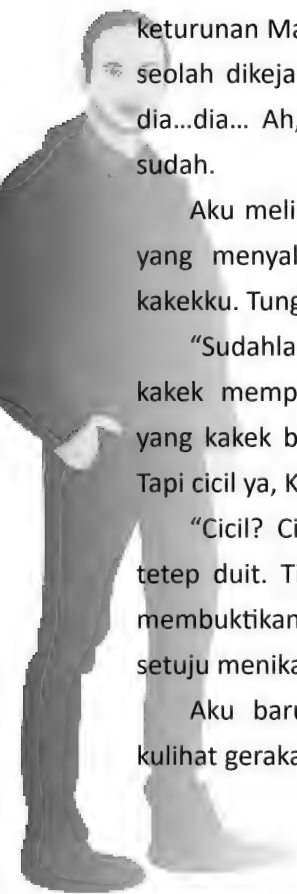 keturunan Ma
seolah dikeja
dia...dia... Ah,
sudah.
Aku meli
yang menyal
kakekku. Tung
"Sudahla
kakek memp
yang kakek b
Tapi cicil ya, K
"Cicil? Ci
tetep duit. Ti
membuktikan
setuju menika
Aku baru
kulihat geraka